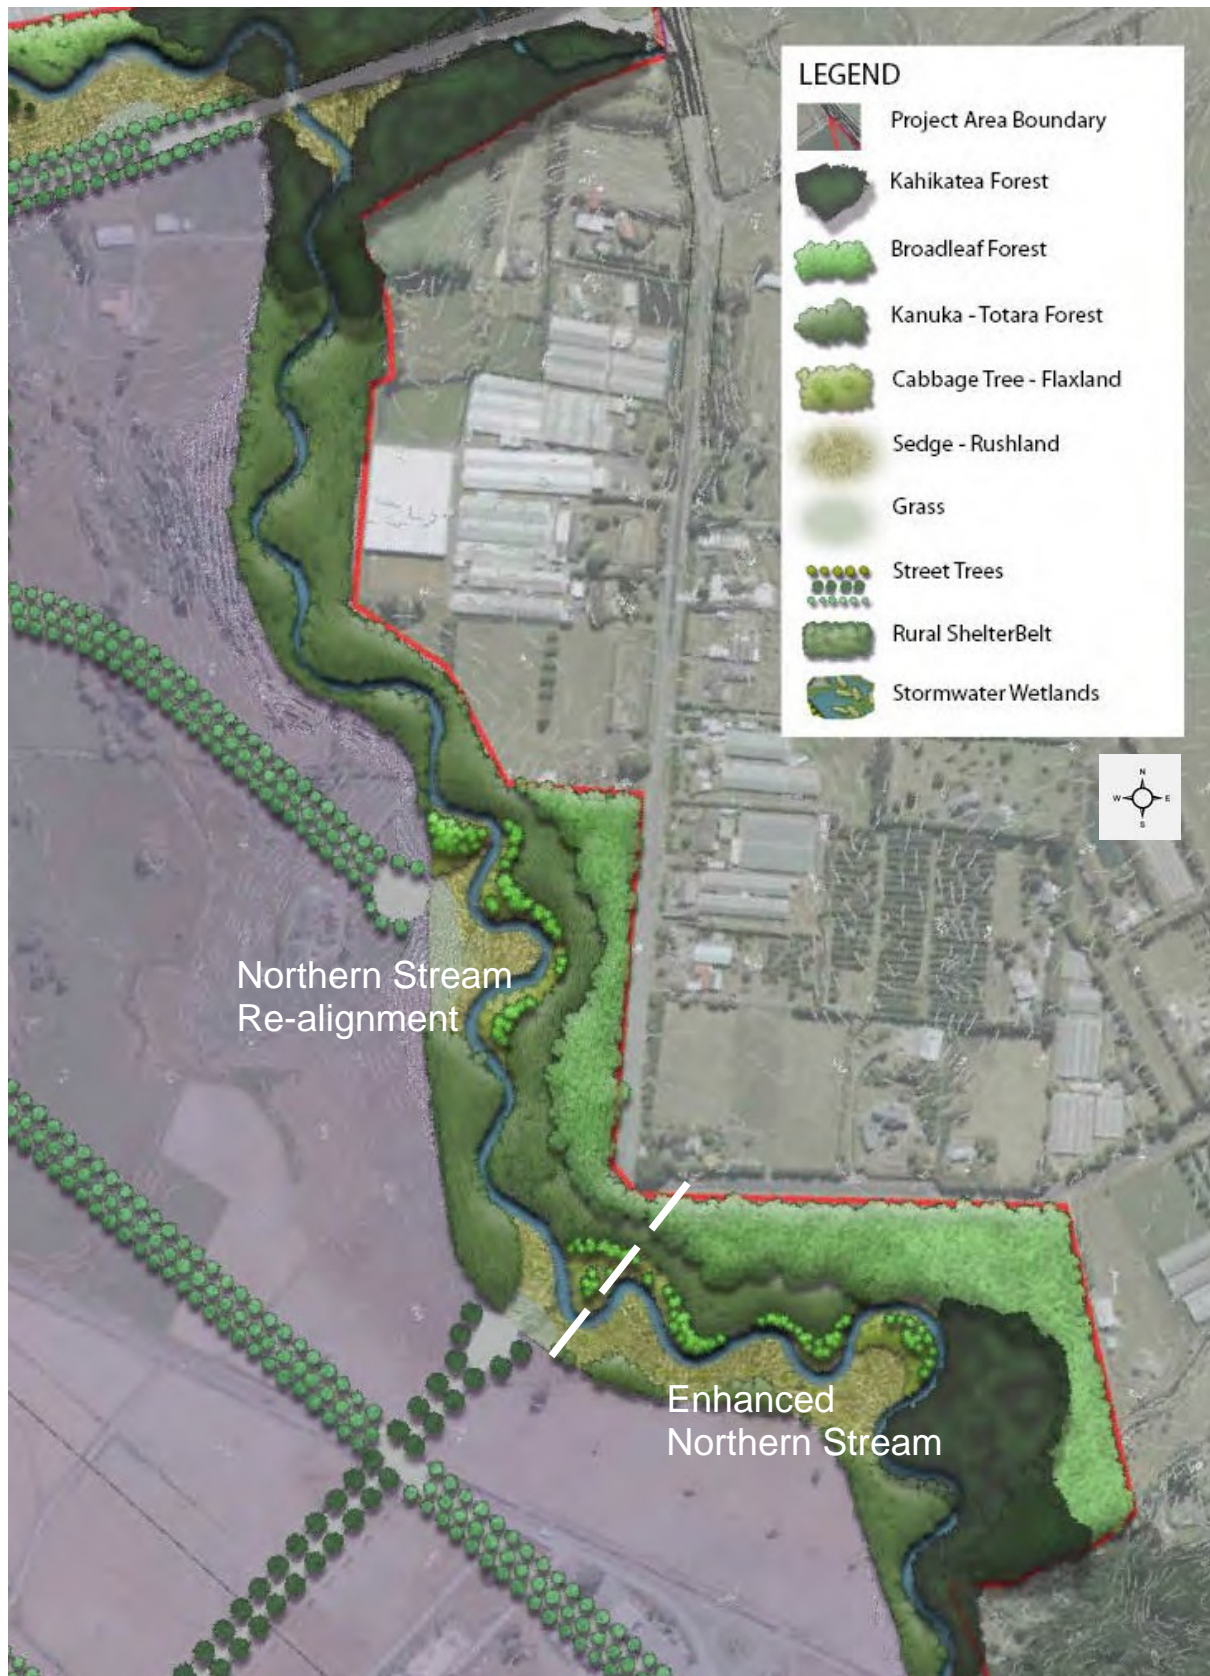 LEGEND
Project Area Boundary
Kahikatea Forest
Broadleaf Forest
Kanuka - Totara Forest
Cabbage Tree - Flaxland
Sedge - Rushland
Grass
Street Trees
Rural ShelterBelt
Stormwater Wetlands
N
W E
S
Northern Stream
Re-alignment
Enhanced
Northern Stream